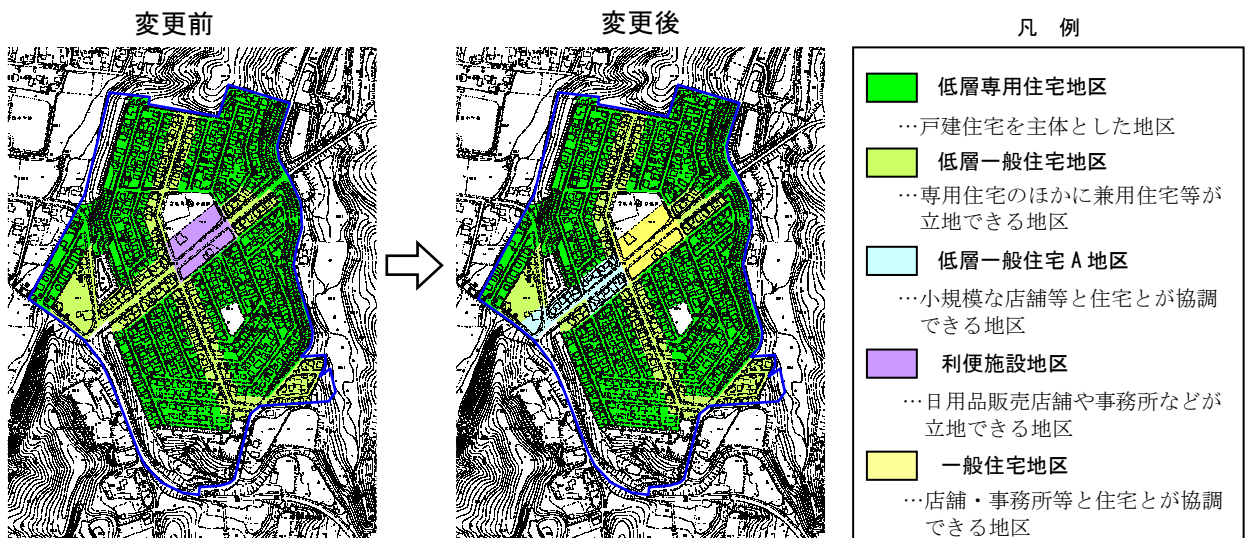 変更前
変更後
凡 例
低層専用住宅地区
…戸建住宅を主体とした地区
低層一般住宅地区
…専用住宅のほかに兼用住宅等が
立地できる地区
低層一般住宅A地区
…小規模な店舗等と住宅とが協調
できる地区
利便施設地区
…日用品販売店舗や事務所などが
立地できる地区
一般住宅地区
…店舗・事務所等と住宅とが協調
できる地区